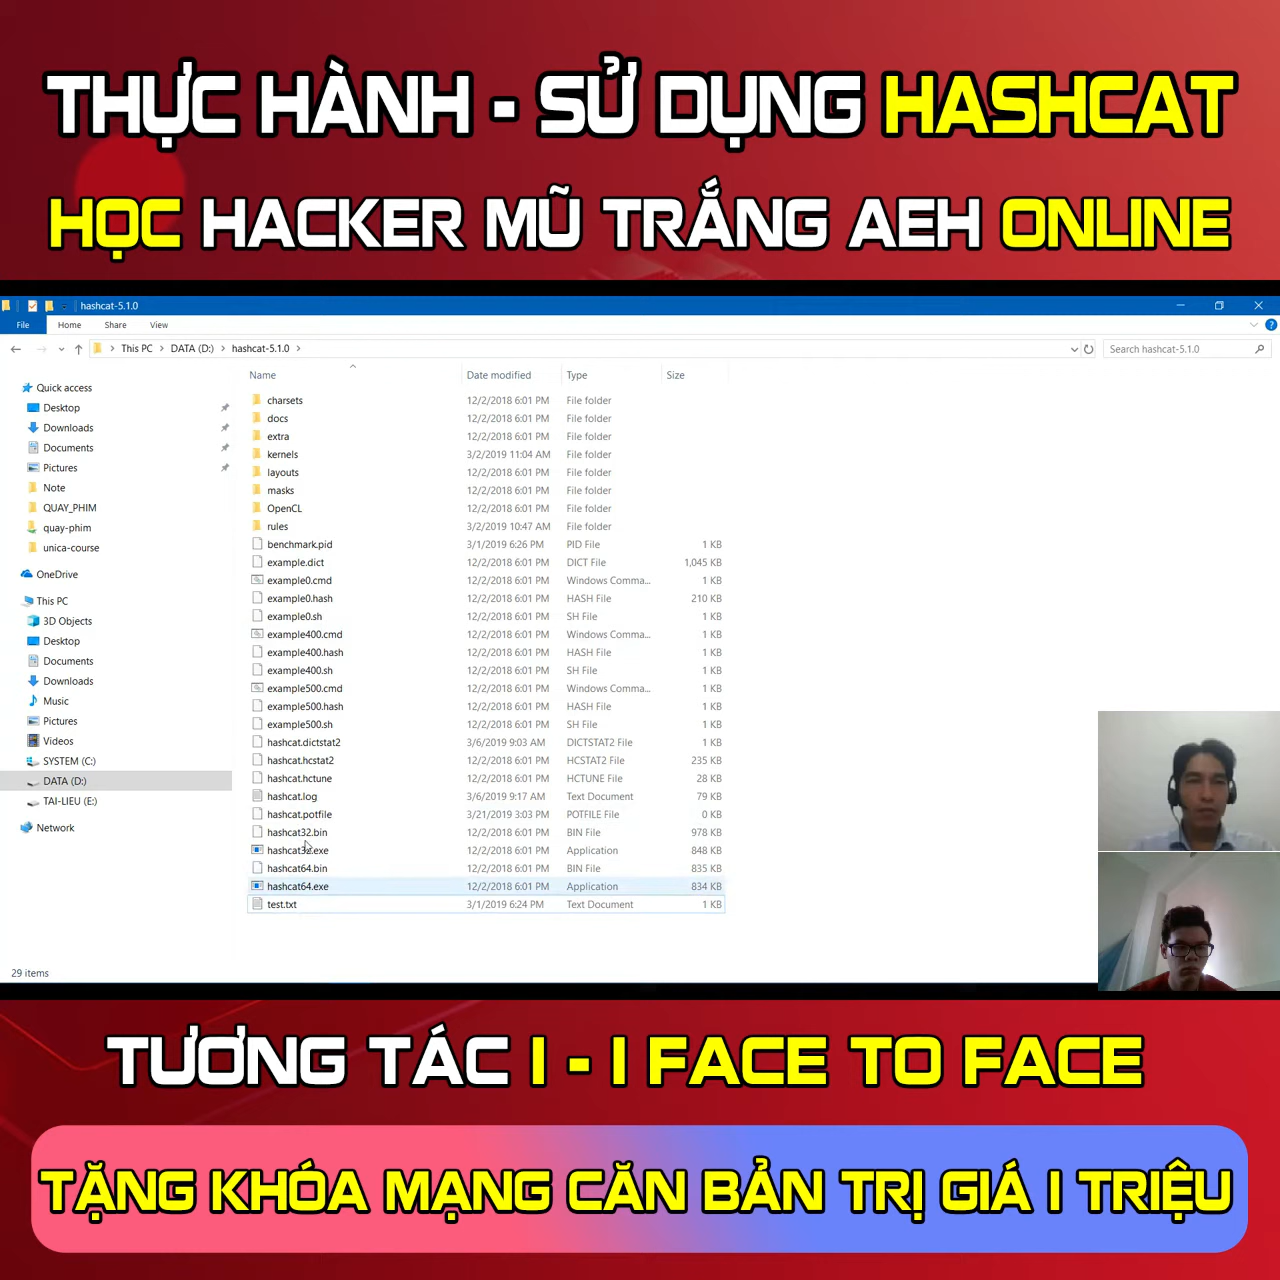 THỰC HÀNH - SỬ DỤNG HASHCAT
HỌC HACKER MŨ TRẮNG AEH ONLINE
hashcat-5.1.0
File Home Share View
This PC > DATA (D:) > hashcat-5.1.0 >
Search hashcat-5.1.0
Quick access
Desktop
Downloads
Documents
Pictures
Note
QUAY_PHIM
quay-phim
unica-course
OneDrive
This PC
3D Objects
Desktop
Documents
Downloads
Music
Pictures
Videos
SYSTEM (C:)
DATA (D:)
TAI-LIEU (E:)
Network
Name Date modified Type Size
charsets 12/2/2018 6:01 PM File folder
docs 12/2/2018 6:01 PM File folder
extra 12/2/2018 6:01 PM File folder
kernels 3/2/2019 11:04 AM File folder
layouts 12/2/2018 6:01 PM File folder
masks 12/2/2018 6:01 PM File folder
OpenCL 12/2/2018 6:01 PM File folder
rules 3/2/2019 10:47 AM File folder
benchmark.pid 3/1/2019 6:26 PM PID File 1 KB
example.dict 12/2/2018 6:01 PM DICT File 1,045 KB
example0.cmd 12/2/2018 6:01 PM Windows Comma... 1 KB
example0.hash 12/2/2018 6:01 PM HASH File 210 KB
example0.sh 12/2/2018 6:01 PM SH File 1 KB
example400.cmd 12/2/2018 6:01 PM Windows Comma... 1 KB
example400.hash 12/2/2018 6:01 PM HASH File 1 KB
example400.sh 12/2/2018 6:01 PM SH File 1 KB
example500.cmd 12/2/2018 6:01 PM Windows Comma... 1 KB
example500.hash 12/2/2018 6:01 PM HASH File 1 KB
example500.sh 12/2/2018 6:01 PM SH File 1 KB
hashcat.dictstat2 3/6/2019 9:03 AM DICTSTAT2 File 1 KB
hashcat.hcstat2 12/2/2018 6:01 PM HCSTAT2 File 235 KB
hashcat.hctune 12/2/2018 6:01 PM HCTUNE File 28 KB
hashcat.log 3/6/2019 9:17 AM Text Document 79 KB
hashcat.potfile 3/21/2019 3:03 PM POTFILE File 0 KB
hashcat32.bin 12/2/2018 6:01 PM BIN File 978 KB
hashcat32.exe 12/2/2018 6:01 PM Application 848 KB
hashcat64.bin 12/2/2018 6:01 PM BIN File 835 KB
hashcat64.exe 12/2/2018 6:01 PM Application 834 KB
test.txt 3/1/2019 6:24 PM Text Document 1 KB
29 items
TƯƠNG TÁC 1 - 1 FACE TO FACE
TẶNG KHÓA MẠNG CĂN BẢN TRỊ GIÁ 1 TRIỆU